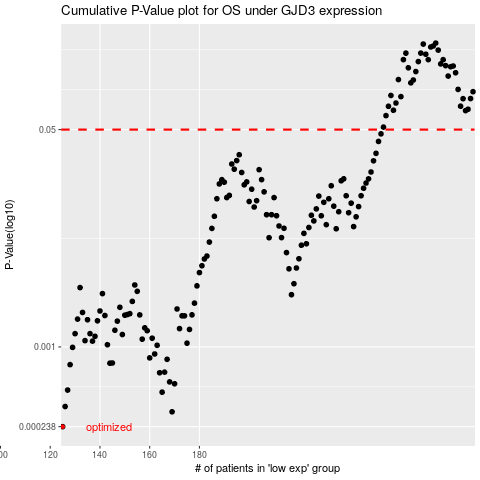 Cumulative P-Value plot for OS under GJD3 expression
P-Value(log10)
0.05
0.001
0.000238
optimized
00 120 140 160 180
# of patients in 'low exp' group